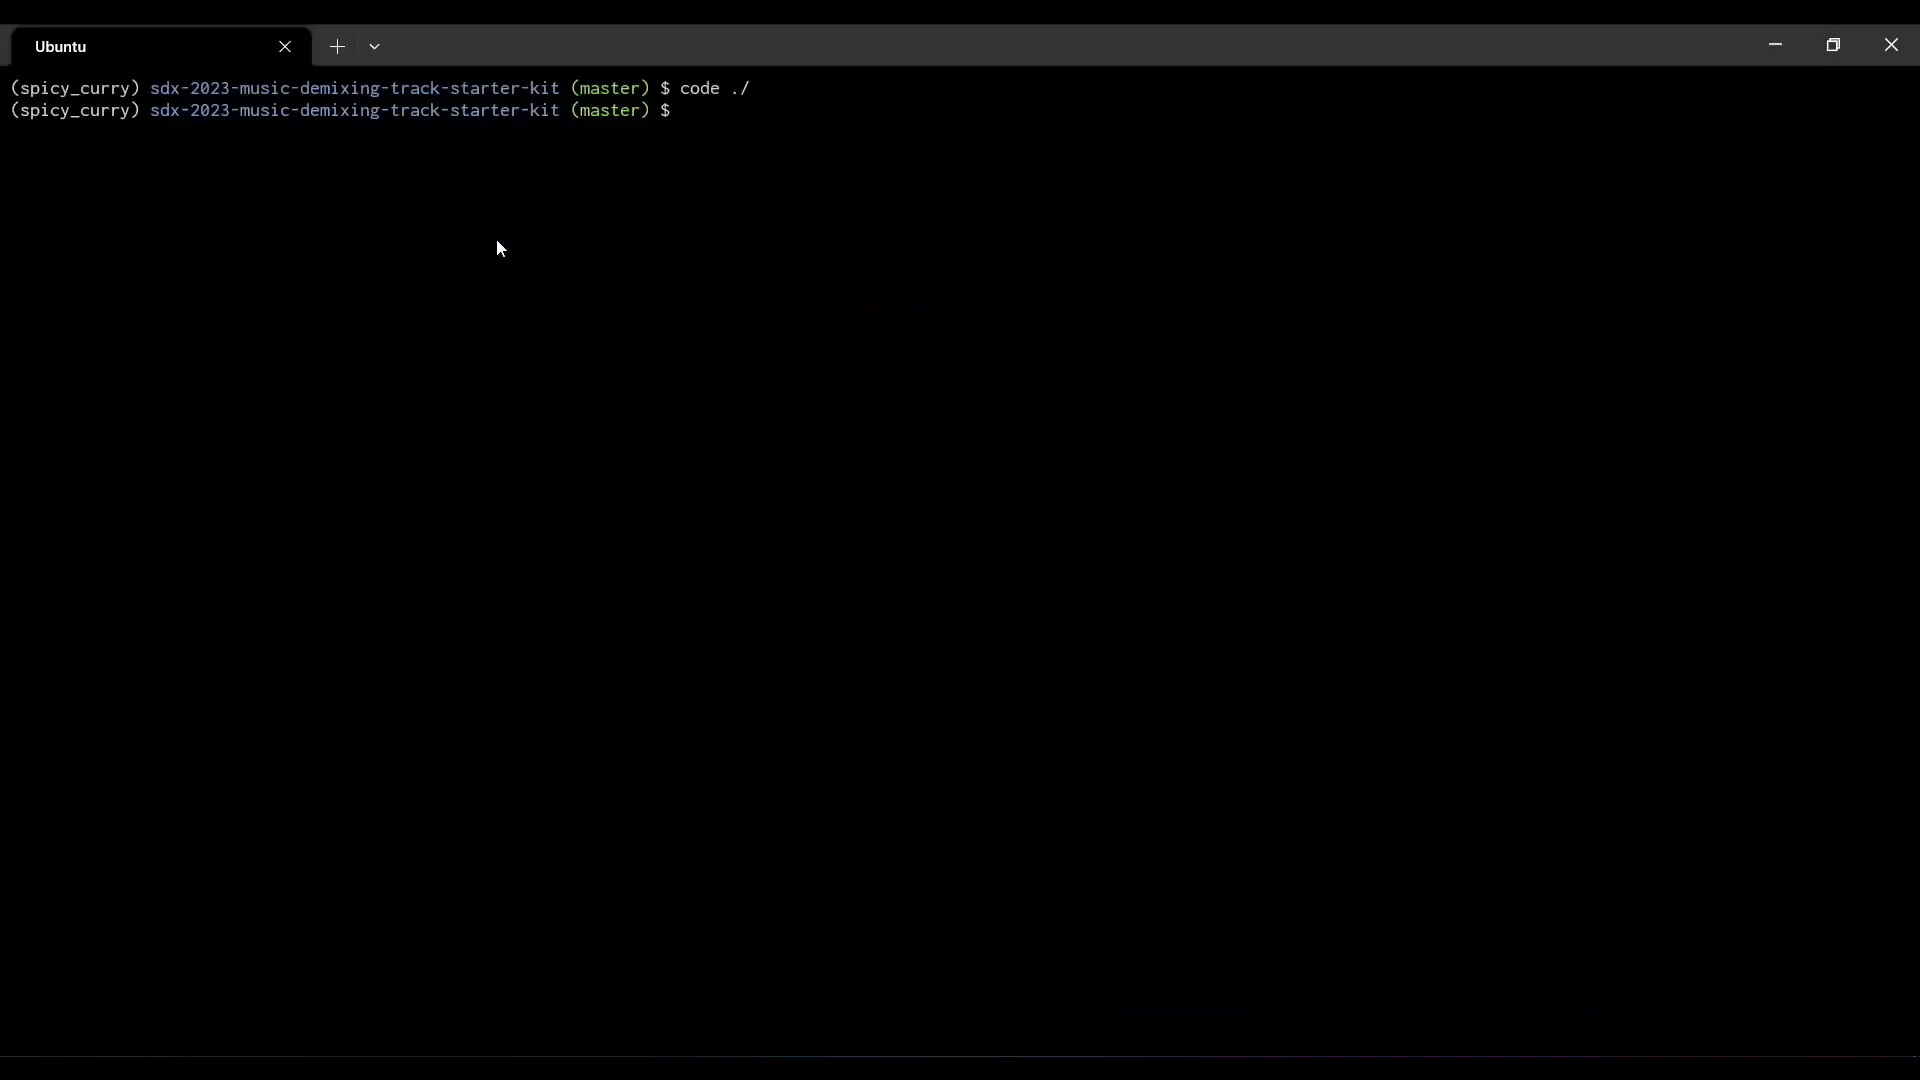 Ubuntu
(spicy_curry) sdx-2023-music-demixing-track-starter-kit (master) $ code ./
(spicy_curry) sdx-2023-music-demixing-track-starter-kit (master) $